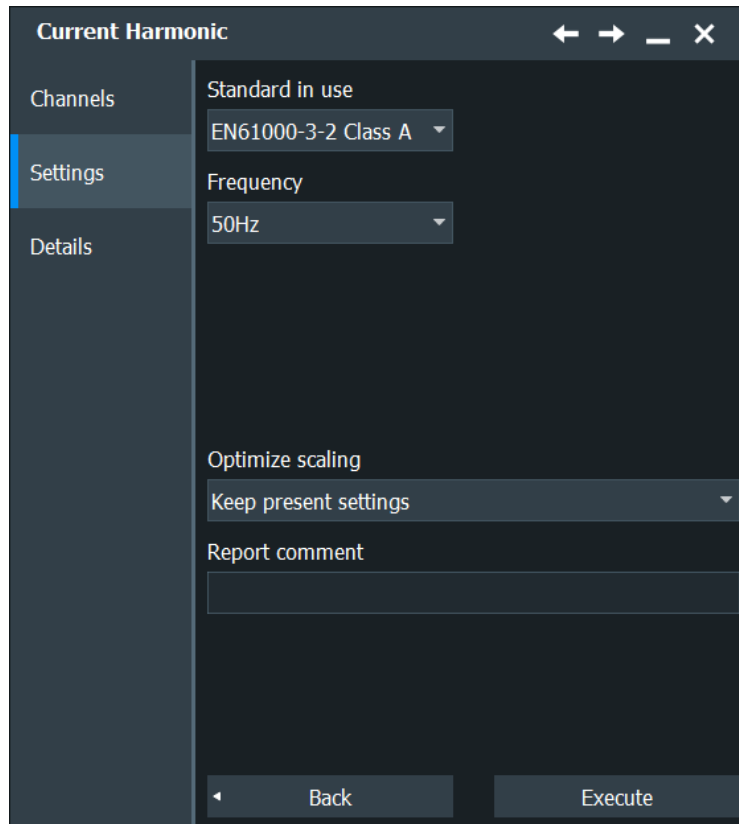 Current Harmonic
Channels
Settings
Details
Standard in use
EN61000-3-2 Class A
Frequency
50Hz
Optimize scaling
Keep present settings
Report comment
Back
Execute